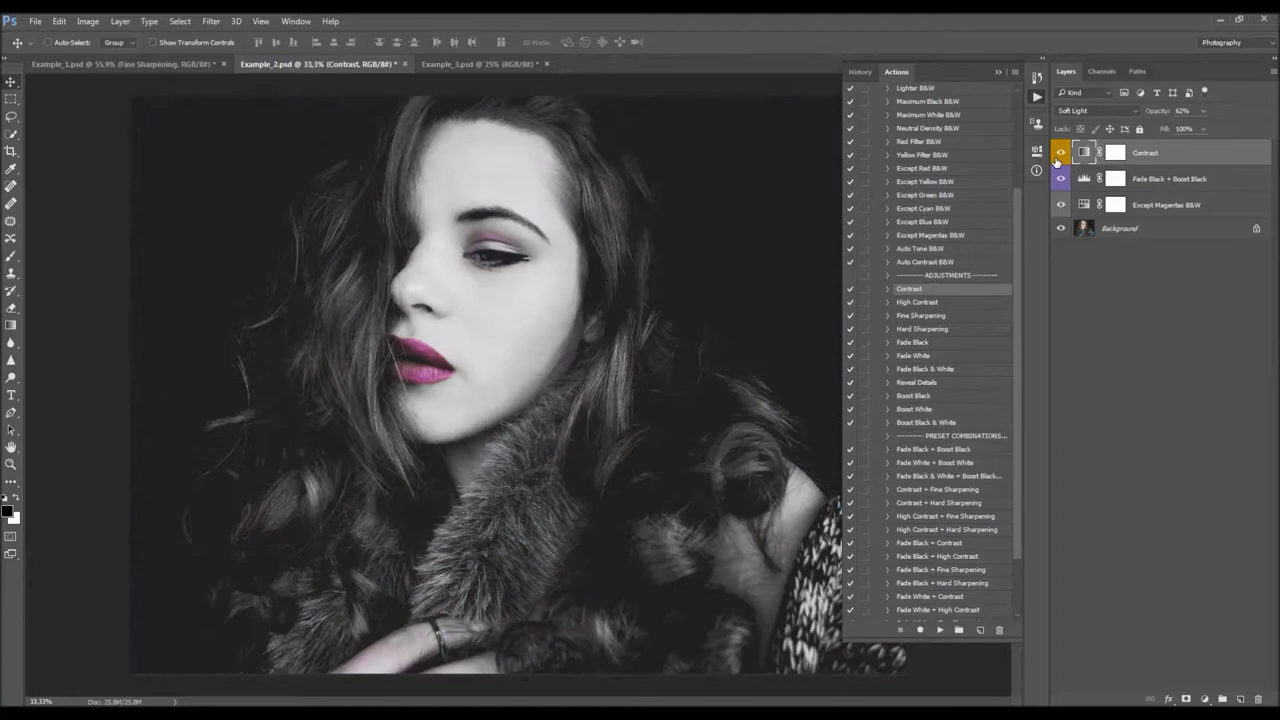 Ps File Edit Image Layer Type Select Filter 3D View Window Help
Auto-Select: Group Show Transform Controls 3D Mode: Photography
Example_1.psd @ 55,9% (Fine Sharpening, RGB/8#) * × Example_2.psd @ 33,3% (Contrast, RGB/8#) * × Example_3.psd @ 25% (RGB/8#) * ×
History Actions
Lighter B&W
Maximum Black B&W
Maximum White B&W
Neutral Density B&W
Red Filter B&W
Yellow Filter B&W
Except Red B&W
Except Yellow B&W
Except Green B&W
Except Cyan B&W
Except Blue B&W
Except Magentas B&W
Auto Tone B&W
Auto Contrast B&W
---------- ADJUSTMENTS ---------
Contrast
High Contrast
Fine Sharpening
Hard Sharpening
Fade Black
Fade White
Fade Black & White
Reveal Details
Boost Black
Boost White
Boost Black & White
---------- PRESET COMBINATIONS...
Fade Black + Boost Black
Fade White + Boost White
Fade Black & White + Boost Black...
Contrast + Fine Sharpening
Contrast + Hard Sharpening
High Contrast + Fine Sharpening
High Contrast + Hard Sharpening
Fade Black + Contrast
Fade Black + High Contrast
Fade Black + Fine Sharpening
Fade Black + Hard Sharpening
Fade White + Contrast
Fade White + High Contrast
Layers Channels Paths
Kind
Soft Light Opacity: 62%
Lock: Fill: 100%
Contrast
Fade Black + Boost Black
Except Magentas B&W
Background
33,33% Doc: 25,8M/25,8M